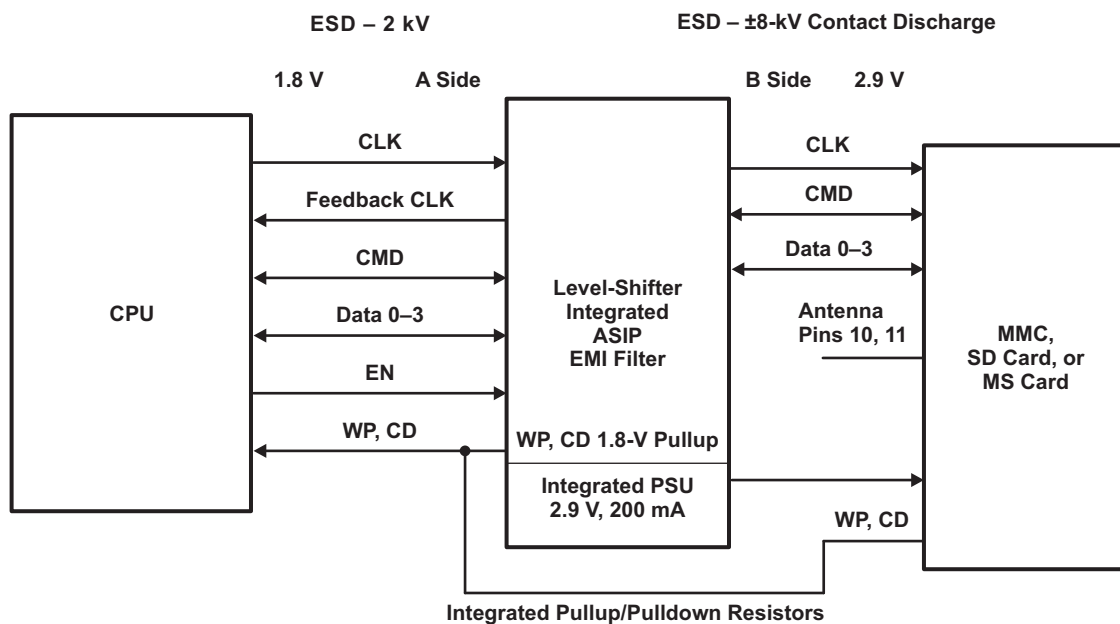 ESD – 2 kV
ESD – ±8-kV Contact Discharge
1.8 V
A Side
B Side
2.9 V
CPU
CLK
Feedback CLK
CMD
Data 0–3
EN
WP, CD
Level-Shifter
Integrated
ASIP
EMI Filter
WP, CD 1.8-V Pullup
Integrated PSU
2.9 V, 200 mA
CLK
CMD
Data 0–3
Antenna
Pins 10, 11
WP, CD
MMC,
SD Card, or
MS Card
Integrated Pullup/Pulldown Resistors